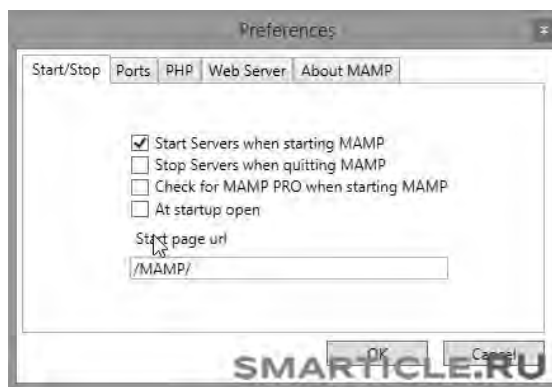 Preferences
Start/Stop Ports PHP Web Server About MAMP
Start Servers when starting MAMP
Stop Servers when quitting MAMP
Check for MAMP PRO when starting MAMP
At startup open
Start page url
/MAMP/
OK Cancel
SMARTICLE.RU